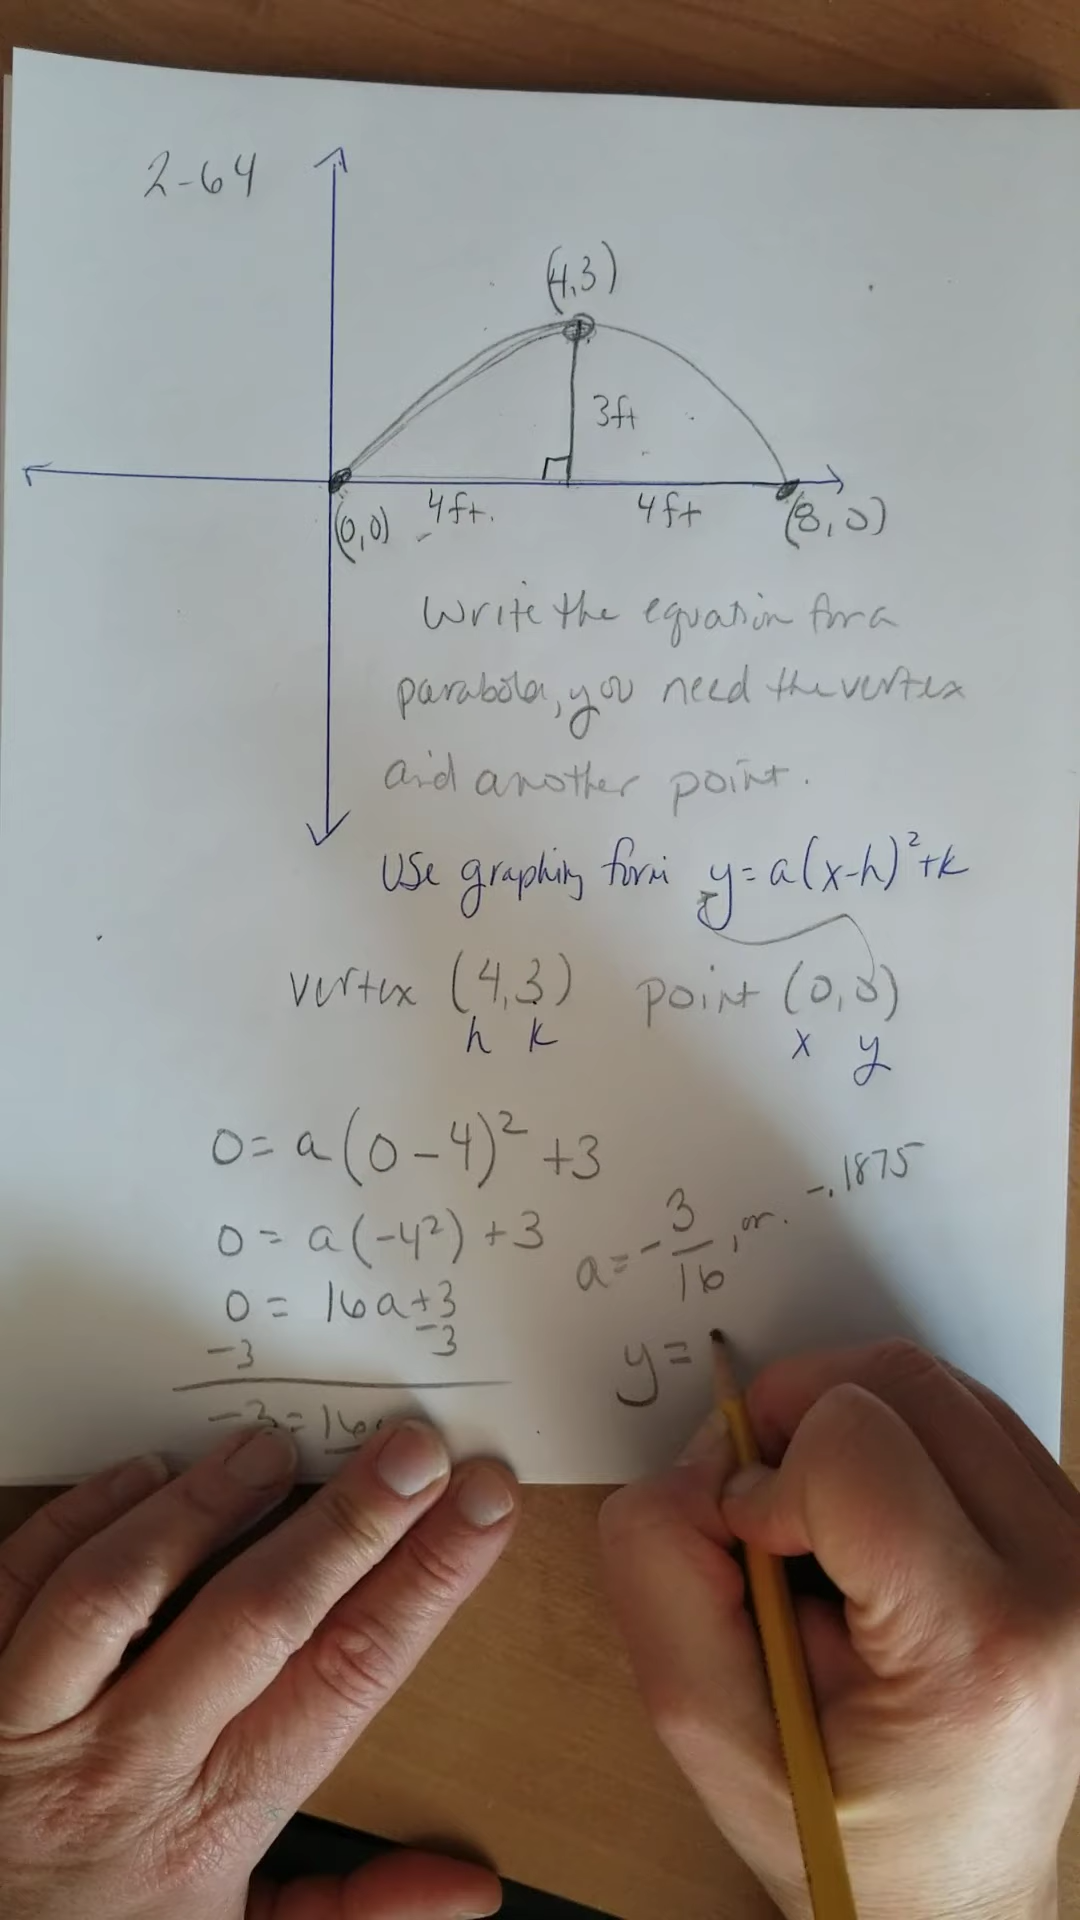 2-64
(4,3)
3ft
(0,0) 4ft. 4ft (8,0)
Write the equation for a
parabola, you need the vertex
and another point.
Use graphing form y=a(x-h)²+k
vertex (4,3) point (0,0)
h k x y
0=a(0-4)²+3
0=a(-4²)+3
0=16a+3
-3 -3
-3=16
a=-3/16, or -.1875
y=